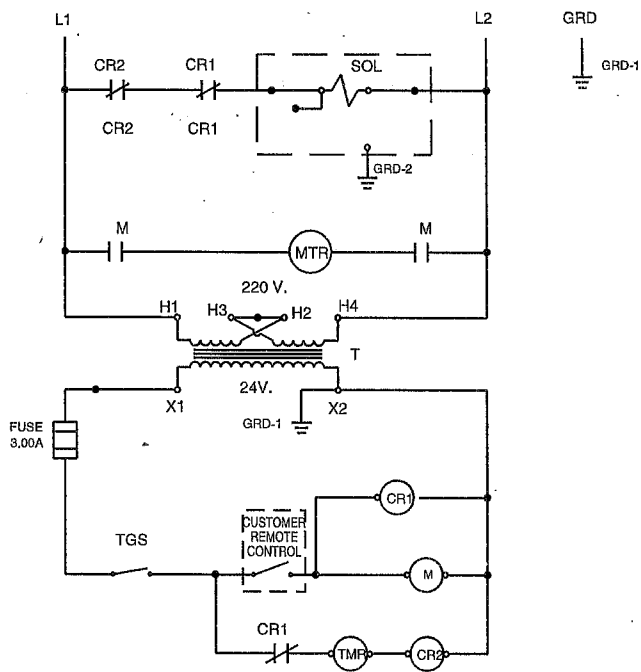 L1
L2
GRD
GRD-1
CR2
CR1
SOL
CR2
CR1
GRD-2
M
MTR
M
220 V.
H1
H3
H2
H4
T
X1
24V.
X2
GRD-1
FUSE
3.00A
CR1
TGS
CUSTOMER
REMOTE
CONTROL
M
CR1
TMR
CR2